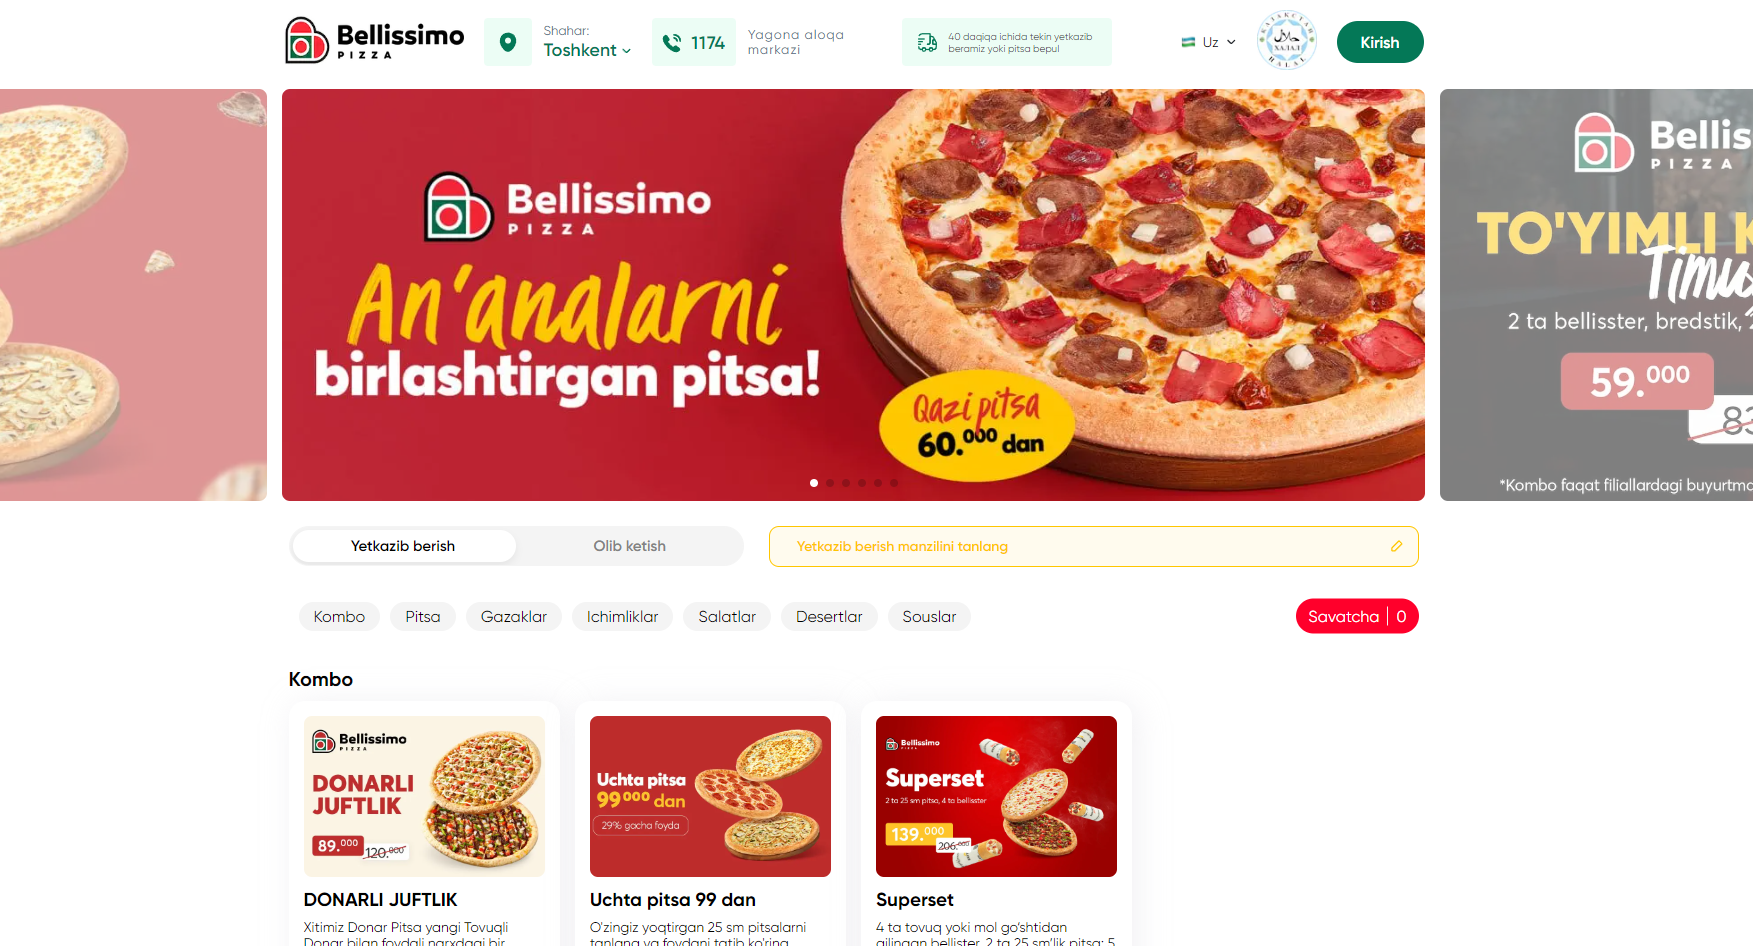 Bellissimo
PIZZA
Shahar:
Toshkent
1174
Yagona aloqa
markazi
40 daqiqa ichida tekin yetkazib
beramiz yoki pitsa bepul
Uz
ҚАЗАҚСТАН
حلال
ХАЛАЛ
HALAL
Kirish
Bellissimo
PIZZA
An'analarni
birlashtirgan pitsa!
Qazi pitsa
60.000 dan
Bellis
PIZZA
TO'YIMLI K
Timus
2 ta bellisster, bredstik, 2
59.000
83
*Kombo faqat filiallardagi buyurtma
Yetkazib berish
Olib ketish
Yetkazib berish manzilini tanlang
Kombo
Pitsa
Gazaklar
Ichimliklar
Salatlar
Desertlar
Souslar
Savatcha
0
Kombo
Bellissimo
PIZZA
DONARLI
JUFTLIK
89.000
120.000
Uchta pitsa
99000 dan
29% gacha foyda
Bellissimo
PIZZA
Superset
2 ta 25 sm pitsa, 4 ta bellisster
139.000
206.000
DONARLI JUFTLIK
Xitimiz Donar Pitsa yangi Tovuqli
Donar bilan foydali narxdagi bir
Uchta pitsa 99 dan
O'zingiz yoqtirgan 25 sm pitsalarni
tanlang va foydani tatib ko'ring
Superset
4 ta tovuq yoki mol go'shtidan
qilingan bellister, 2 ta 25 sm'lik pitsa; 5